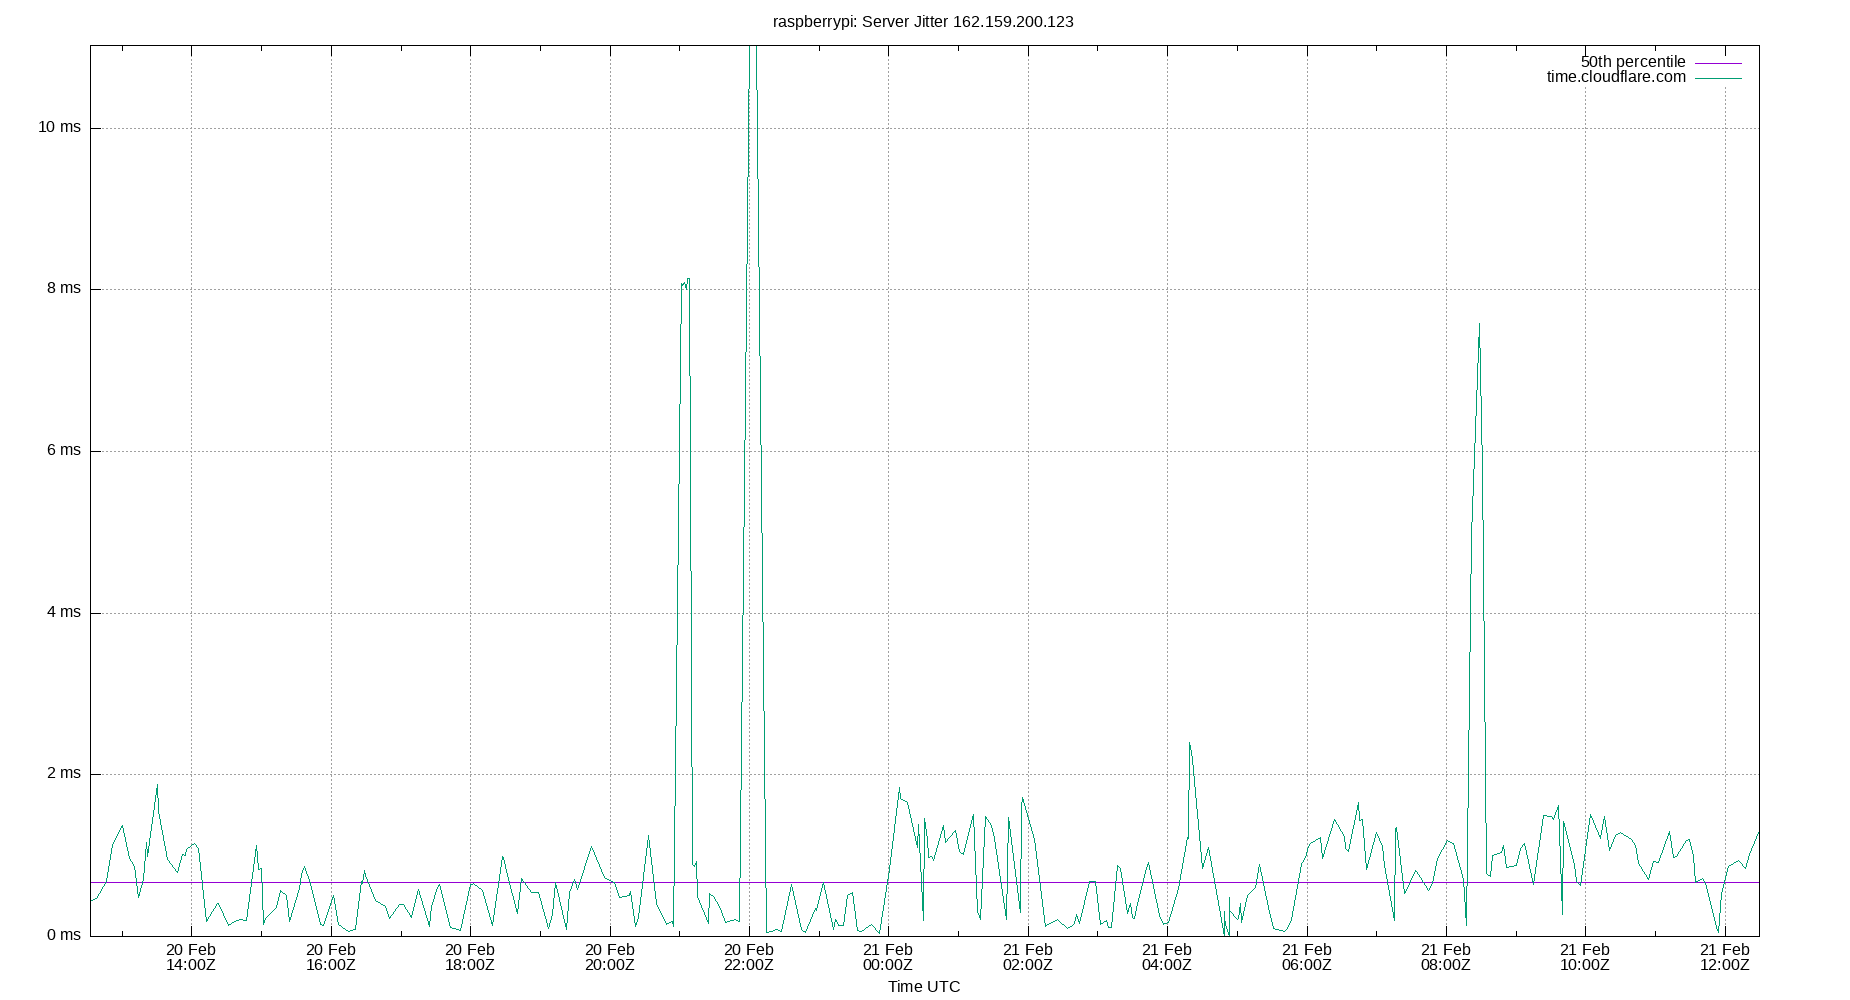 raspberrypi: Server Jitter 162.159.200.123
50th percentile
time.cloudflare.com
10 ms
8 ms
6 ms
4 ms
2 ms
0 ms
20 Feb 20 Feb 20 Feb 20 Feb 20 Feb 21 Feb 21 Feb 21 Feb 21 Feb 21 Feb 21 Feb 21 Feb
14:00Z 16:00Z 18:00Z 20:00Z 22:00Z 00:00Z 02:00Z 04:00Z 06:00Z 08:00Z 10:00Z 12:00Z
Time UTC